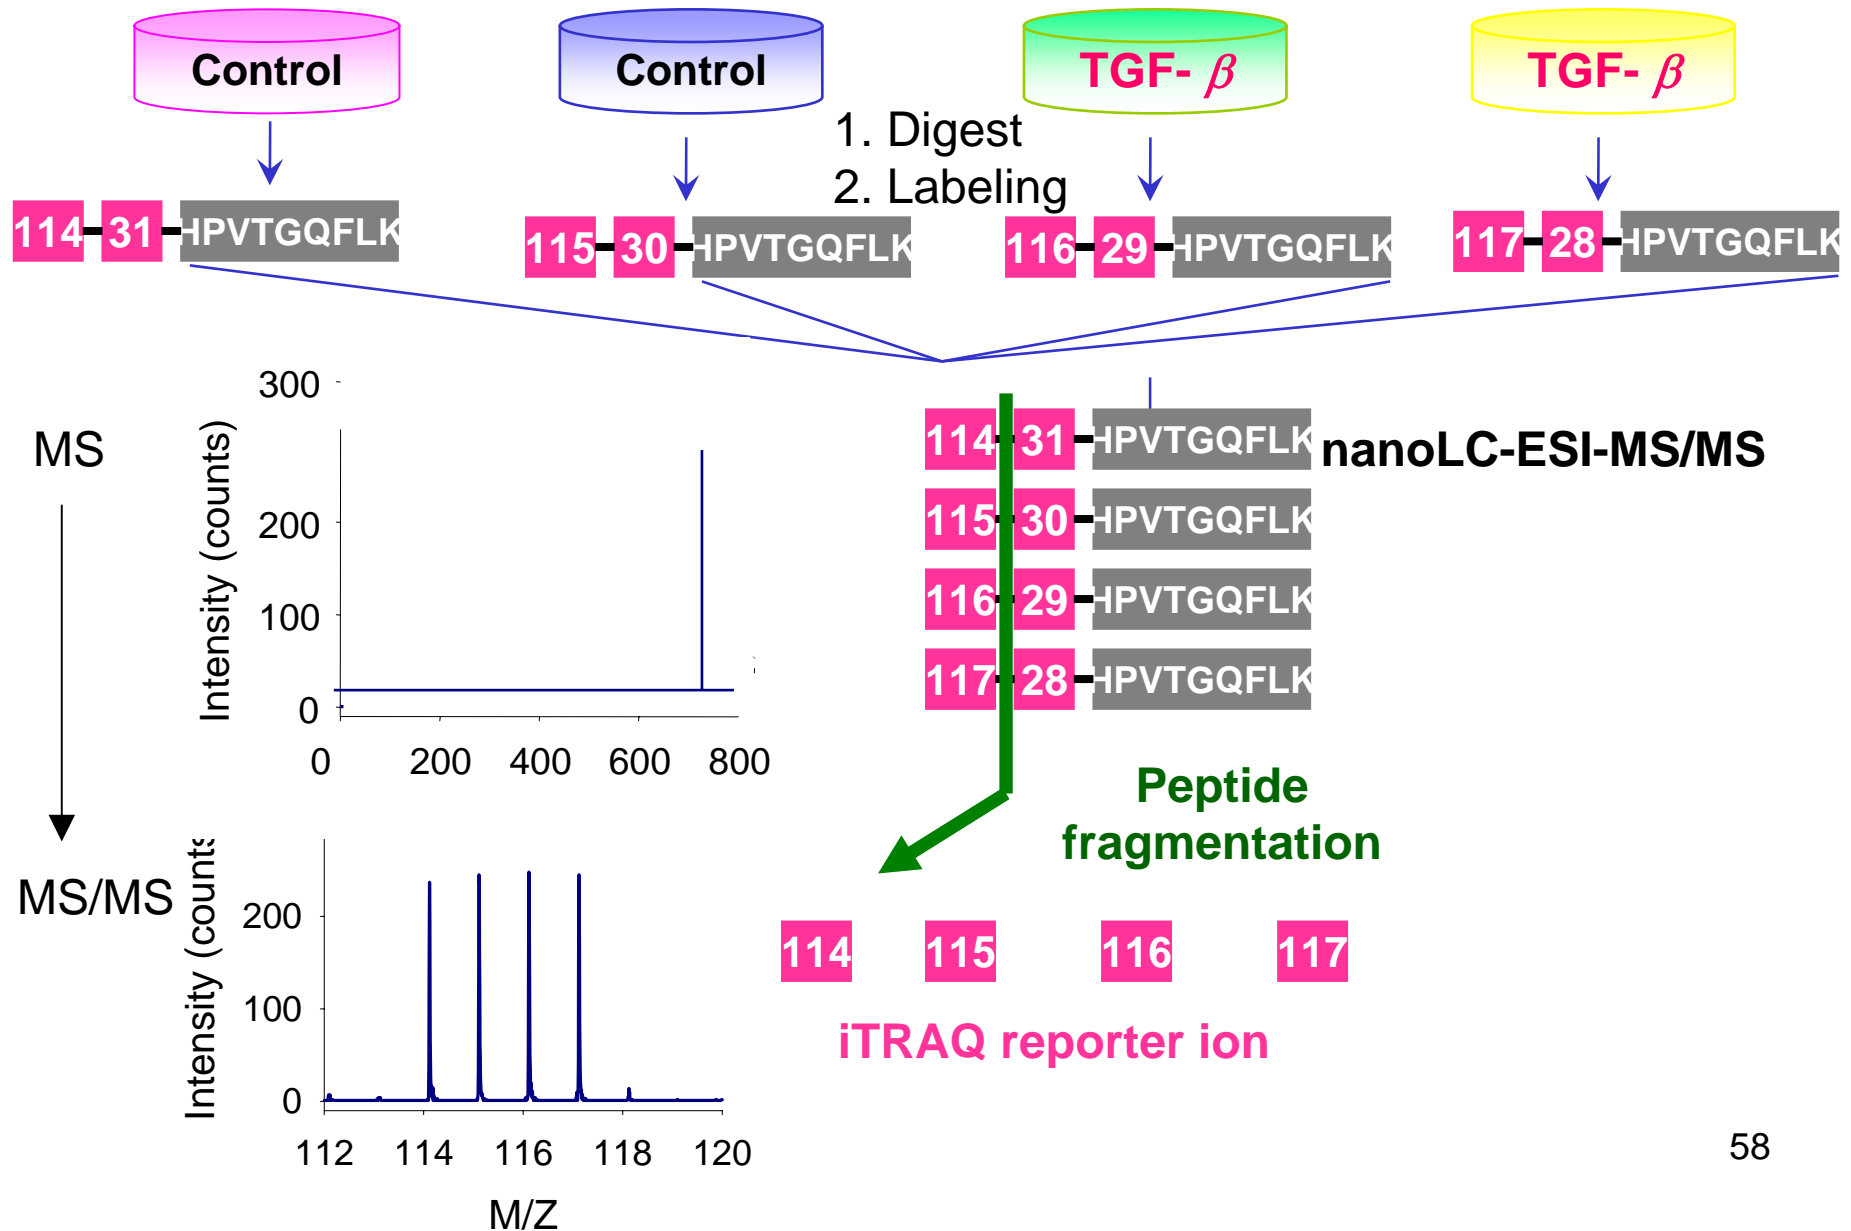 Control Control TGF- β TGF- β
1. Digest
2. Labeling
114 31 HPVTGQFLK 115 30 HPVTGQFLK 116 29 HPVTGQFLK 117 28 HPVTGQFLK
MS
Intensity (counts)
300
200
100
0
0 200 400 600 800
114 31 HPVTGQFLK nanoLC-ESI-MS/MS
115 30 HPVTGQFLK
116 29 HPVTGQFLK
117 28 HPVTGQFLK
Peptide
fragmentation
MS/MS
Intensity (counts
200
100
0
112 114 116 118 120
M/Z
114 115 116 117
iTRAQ reporter ion
58